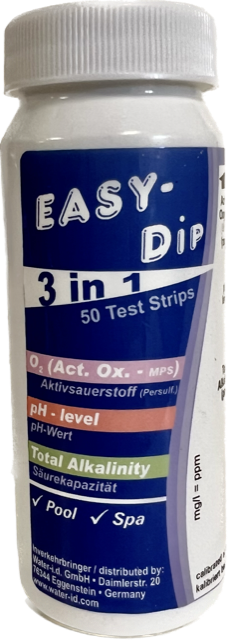 EASY-
Dip
3 in 1
50 Test Strips
O₂ (Act. Ox. - MPS)
Aktivsauerstoff (Persulf.)
pH - level
pH-Wert
Total Alkalinity
Säurekapazität
✓ Pool ✓ Spa
Inverkehrbringer / distributed by:
Water-i.d. GmbH • Daimlerstr. 20
76344 Eggenstein • Germany
www.water-id.com
mg/l = ppm
calibrated
kalibriert